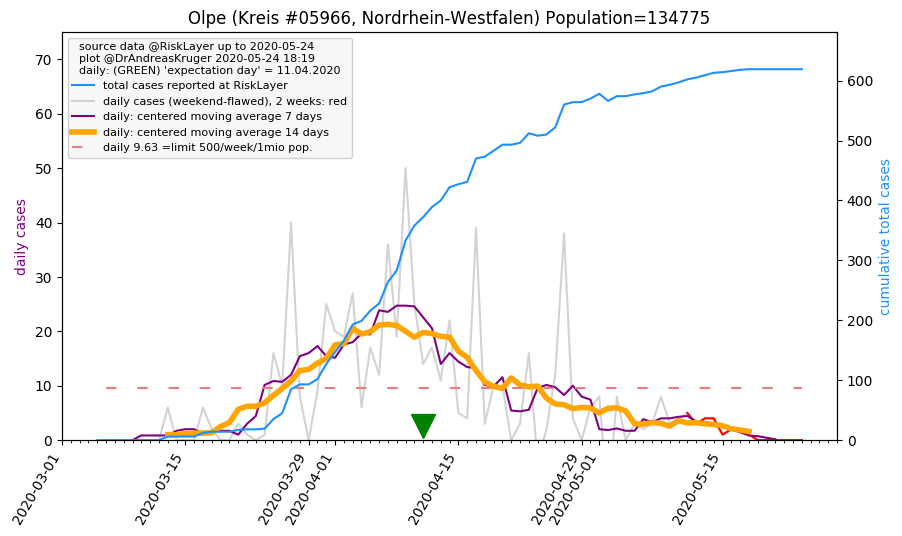 Olpe (Kreis #05966, Nordrhein-Westfalen) Population=134775
source data @RiskLayer up to 2020-05-24
plot @DrAndreasKruger 2020-05-24 18:19
daily: (GREEN) 'expectation day' = 11.04.2020
total cases reported at RiskLayer
daily cases (weekend-flawed), 2 weeks: red
daily: centered moving average 7 days
daily: centered moving average 14 days
daily 9.63 =limit 500/week/1mio pop.
daily cases
70
60
50
40
30
20
10
0
600
500
400
300
200
100
0
cumulative total cases
2020-03-01
2020-03-15
2020-03-29
2020-04-01
2020-04-15
2020-04-29
2020-05-01
2020-05-15